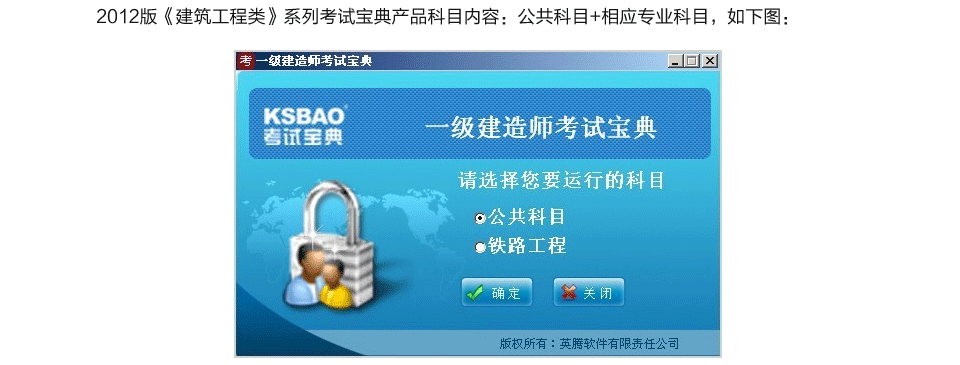 2012版《建筑工程类》系列考试宝典产品科目内容：公共科目+相应专业科目，如下图：
考 一级建造师考试宝典
KSBAO
考试宝典
一级建造师考试宝典
请选择您要运行的科目
公共科目
铁路工程
确定 关闭
版权所有：英腾软件有限责任公司